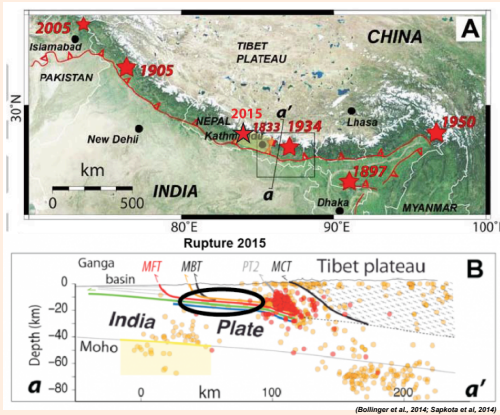 A
2005
Islamabad
PAKISTAN
1905
TIBET
PLATEAU
CHINA
30°N
New Dehli
NEPAL
2015
Kathm
1833
1934
a'
Lhasa
1950
km
0 500
INDIA
a
1897
Dhaka
MYANMAR
80°E 90°E 100°E
Rupture 2015
B
Ganga
basin
MFT MBT PT2 MCT
Tibet plateau
Depth (km)
0
-20
-40
-60
-80
India Plate
Moho
a
0 km 100 200
a'
(Bollinger et al., 2014; Sapkota et al, 2014)